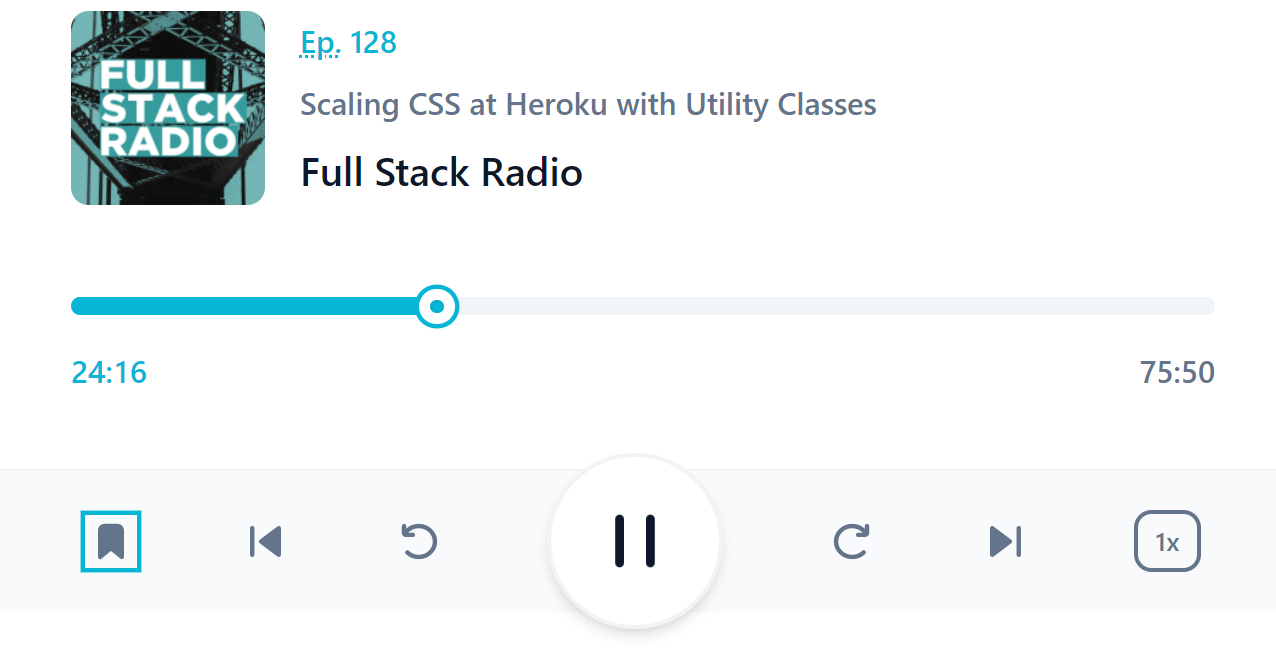 FULL
STACK
RADIO
Ep. 128
Scaling CSS at Heroku with Utility Classes
Full Stack Radio
24:16
75:50
1x